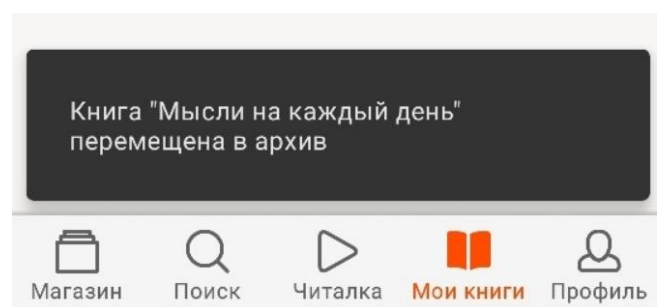 Книга "Мысли на каждый день"
перемещена в архив
Магазин Поиск Читалка Мои книги Профиль